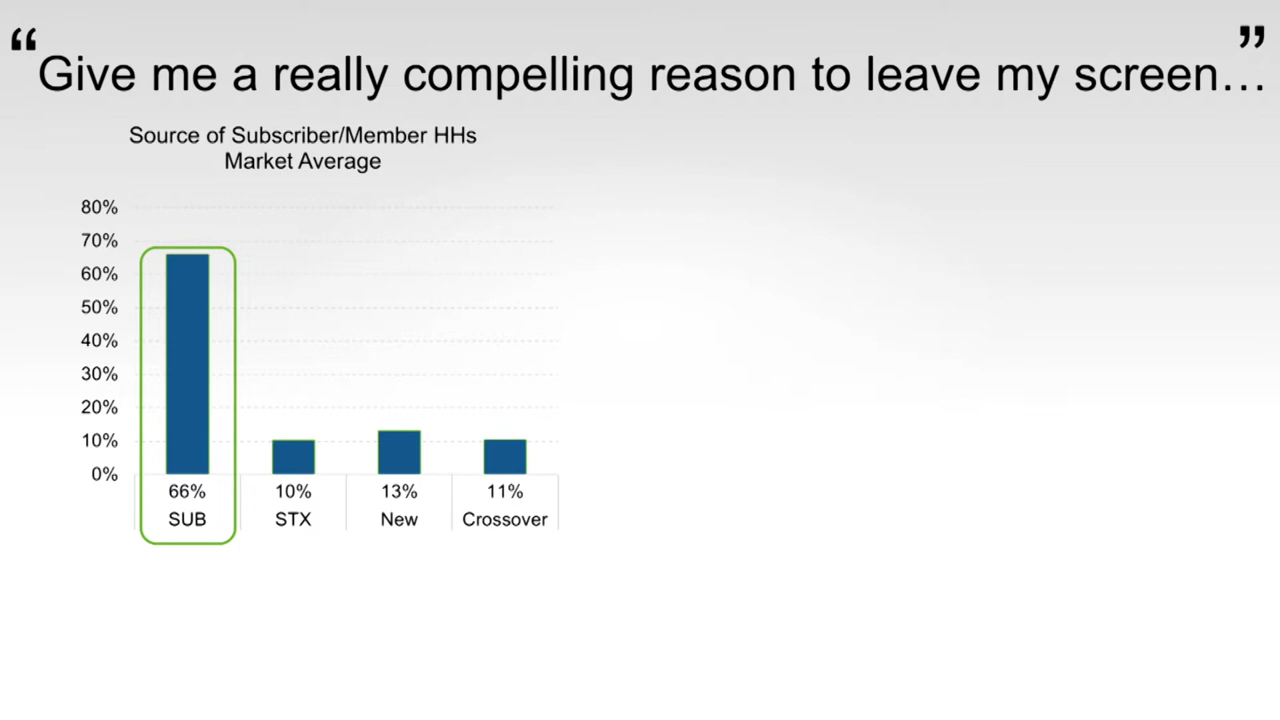 “Give me a really compelling reason to leave my screen…”
Source of Subscriber/Member HHs
Market Average
80%
70%
60%
50%
40%
30%
20%
10%
0%
66% 10% 13% 11%
SUB STX New Crossover